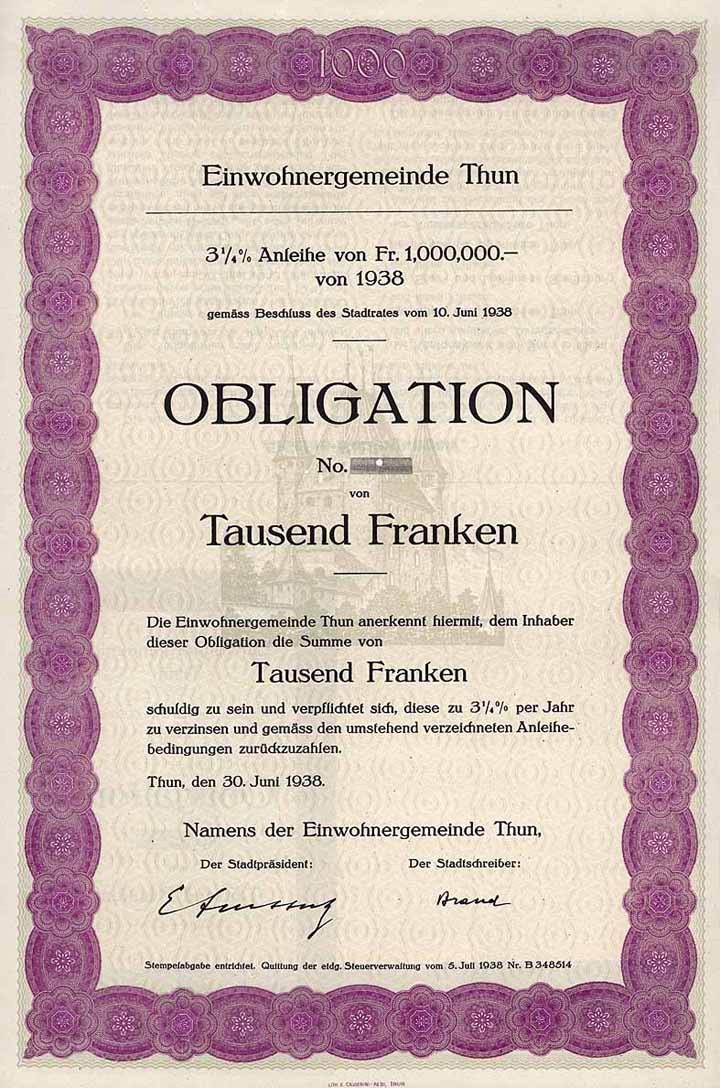 1000
Einwohnergemeinde Thun
3¼% Anleihe von Fr. 1,000,000.—
von 1938
gemäss Beschluss des Stadtrates vom 10. Juni 1938
OBLIGATION
No.
von
Tausend Franken
Die Einwohnergemeinde Thun anerkennt hiermit, dem Inhaber
dieser Obligation die Summe von
Tausend Franken
schuldig zu sein und verpflichtet sich, diese zu 3¼% per Jahr
zu verzinsen und gemäss den umstehend verzeichneten Anleihe-
bedingungen zurückzuzahlen.
Thun, den 30. Juni 1938.
Namens der Einwohnergemeinde Thun,
Der Stadtpräsident: Der Stadtschreiber:
Brand
Stempelabgabe entrichtet. Quittung der eidg. Steuerverwaltung vom 5. Juli 1938 Nr. B 348514
THUN